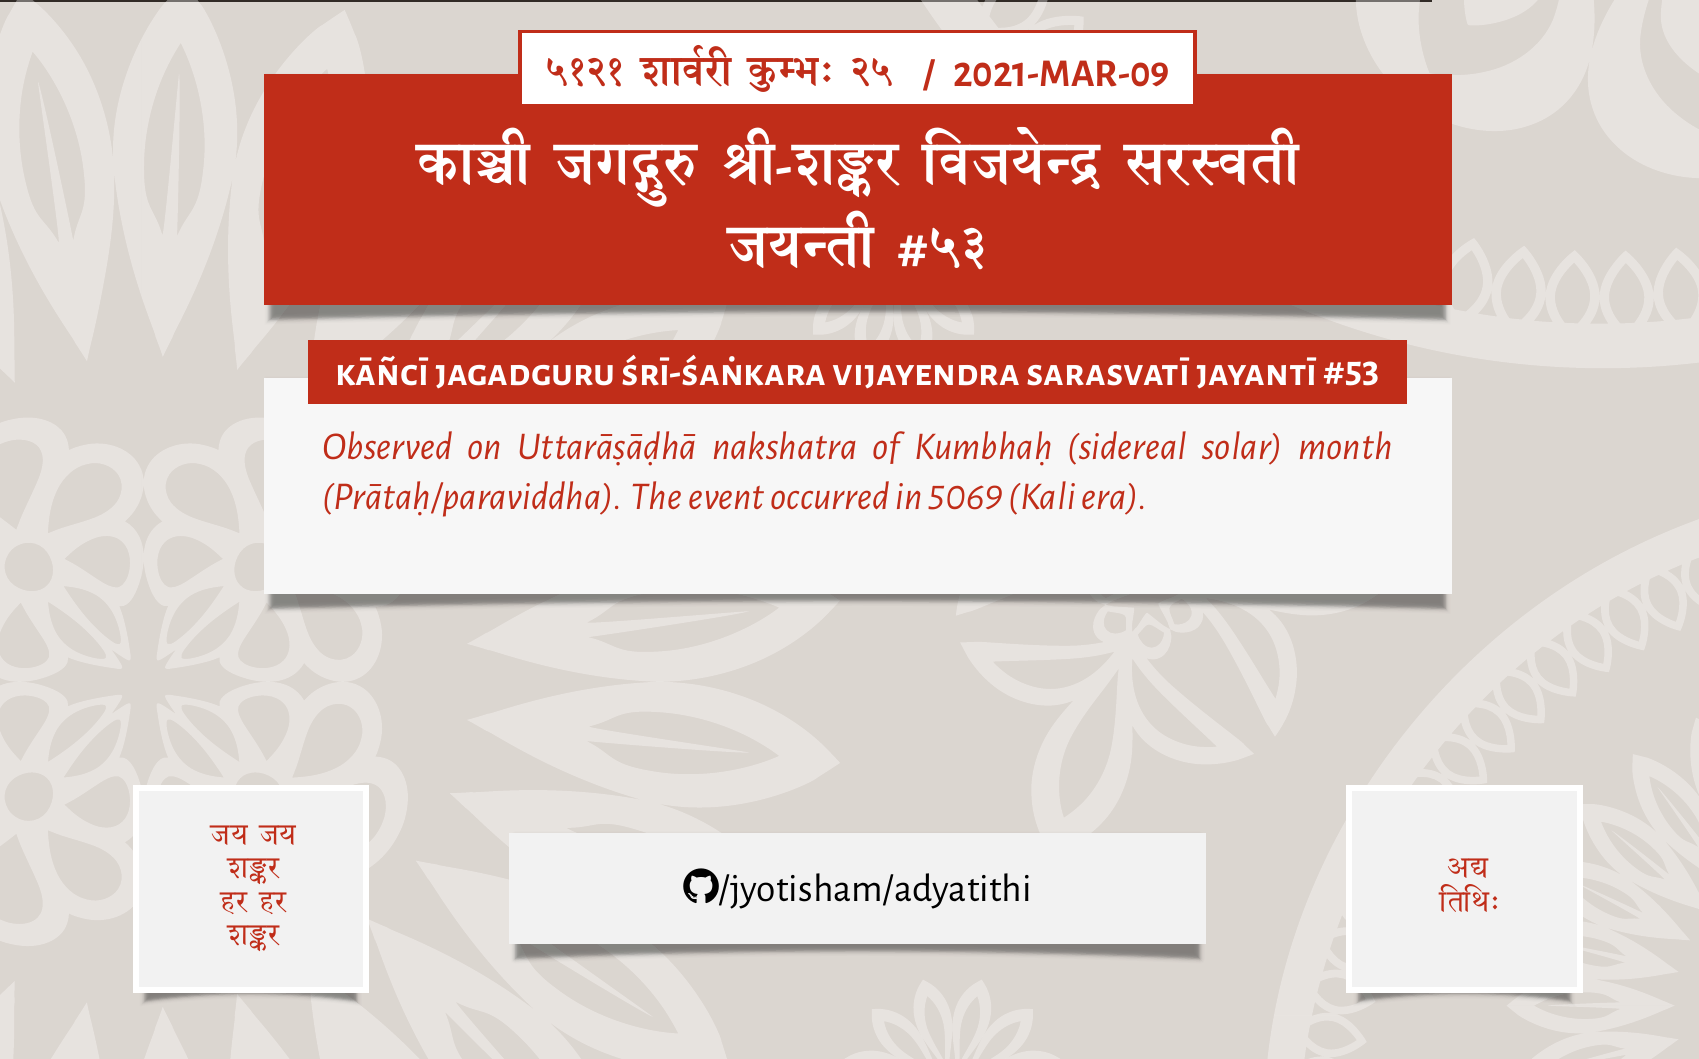 ५१२१ शार्वरी कुम्भः २५ / 2021-MAR-09
काञ्ची जगद्गुरु श्री-शङ्कर विजयेन्द्र सरस्वती
जयन्ती #५३
KĀÑCĪ JAGADGURU ŚRĪ-ŚAṄKARA VIJAYENDRA SARASVATĪ JAYANTĪ #53
Observed on Uttarāṣāḍhā nakshatra of Kumbhaḥ (sidereal solar) month
(Prātaḥ/paraviddha). The event occurred in 5069 (Kali era).
जय जय
शङ्कर
हर हर
शङ्कर
/jyotisham/adyatithi
अद्य
तिथिः